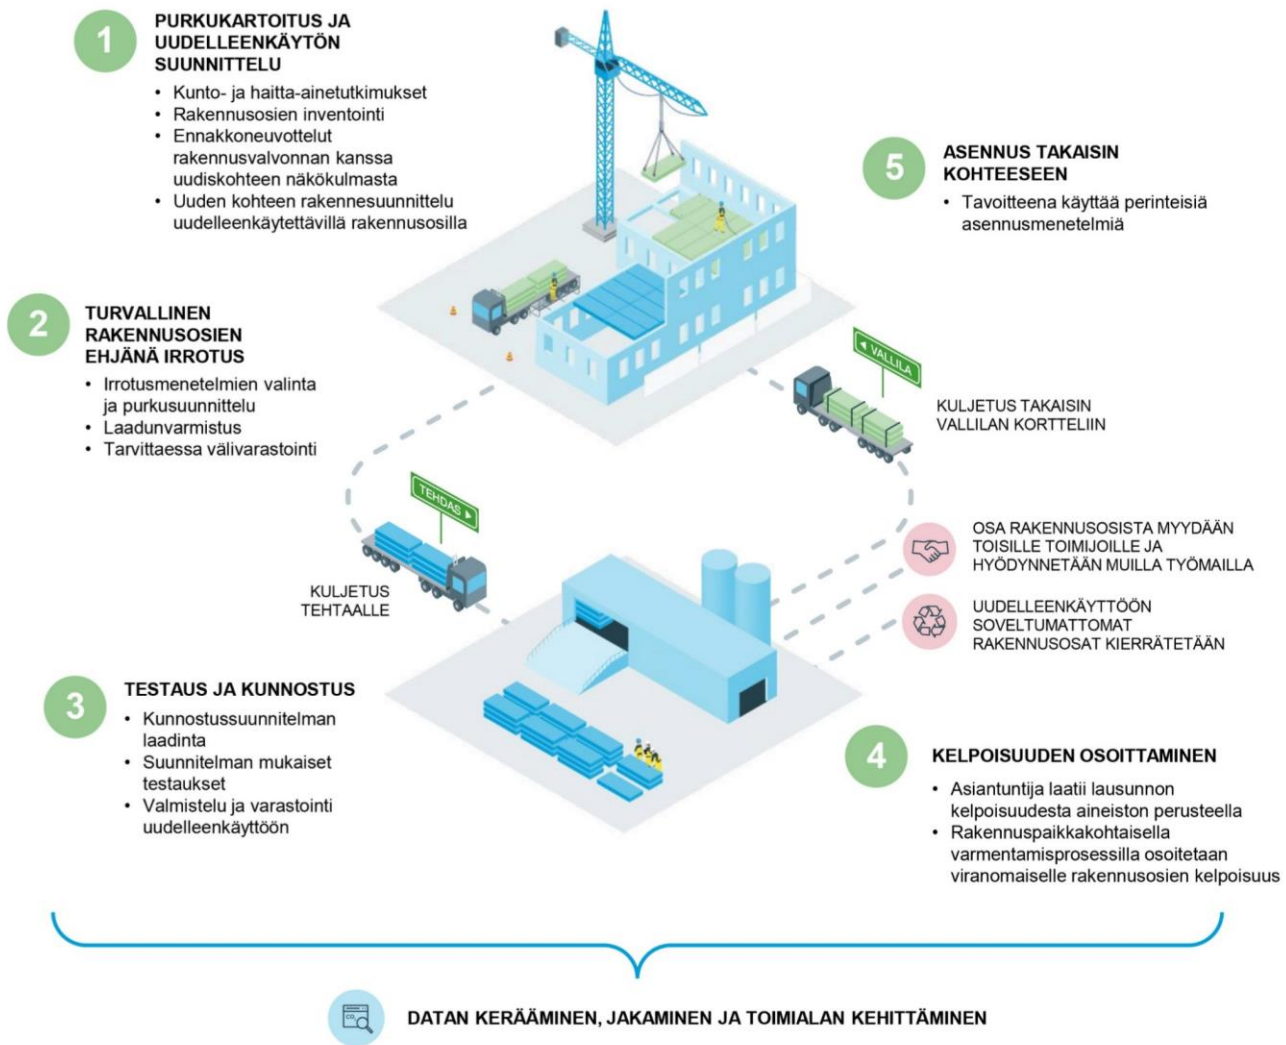 1
PURKUKARTOITUS JA
UUDELLEENKÄYTÖN
SUUNNITTELU
• Kunto- ja haitta-ainetutkimukset
• Rakennusosien inventointi
• Ennakkoneuvottelut
rakennusvalvonnan kanssa
uudiskohteen näkökulmasta
• Uuden kohteen rakennesuunnittelu
uudelleenkäytettävillä rakennusosilla
2
TURVALLINEN
RAKENNUSOSIEN
EHJÄNÄ IRROTUS
• Irrotusmenetelmien valinta
ja purkusuunnittelu
• Laadunvarmistus
• Tarvittaessa välivarastointi
TEHDAS
KULJETUS
TEHTAALLE
3
TESTAUS JA KUNNOSTUS
• Kunnostussuunnitelman
laadinta
• Suunnitelman mukaiset
testaukset
• Valmistelu ja varastointi
uudelleenkäyttöön
4
KELPOISUUDEN OSOITTAMINEN
• Asiantuntija laatii lausunnon
kelpoisuudesta aineiston perusteella
• Rakennuspaikkakohtaisella
varmentamisprosessilla osoitetaan
viranomaiselle rakennusosien kelpoisuus
OSA RAKENNUSOSISTA MYYDÄÄN
TOISILLE TOIMIJOILLE JA
HYÖDYNNETÄÄN MUILLA TYÖMAILLA
UUDELLEENKÄYTTÖÖN
SOVELTUMATTOMAT
RAKENNUSOSAT KIERRÄTETÄÄN
VALLILA
KULJETUS TAKAISIN
VALLILAN KORTTELIIN
5
ASENNUS TAKAISIN
KOHTEESEEN
• Tavoitteena käyttää perinteisiä
asennusmenetelmiä
CO₂
DATAN KERÄÄMINEN, JAKAMINEN JA TOIMIALAN KEHITTÄMINEN